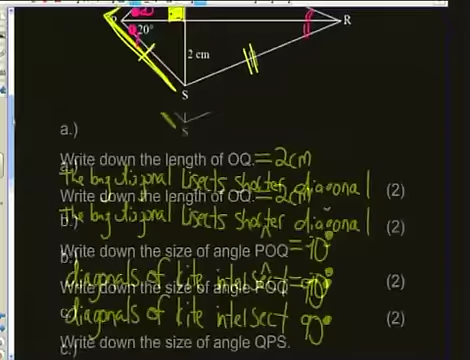 R
20°
2 cm
S
S
a.)
Write down the length of OQ. = 2cm
the long diagonal bisects shorter diagonal
(2)
Write down the length of OQ. = 2cm
the long diagonal bisects shorter diagonal
(2)
b.)
Write down the size of angle POQ = 90°
b.)
diagonals of kite intersect 90°
(2)
Write down the size of angle POQ
diagonals of kite intersect 90°
(2)
Write down the size of angle QPS.
c.)